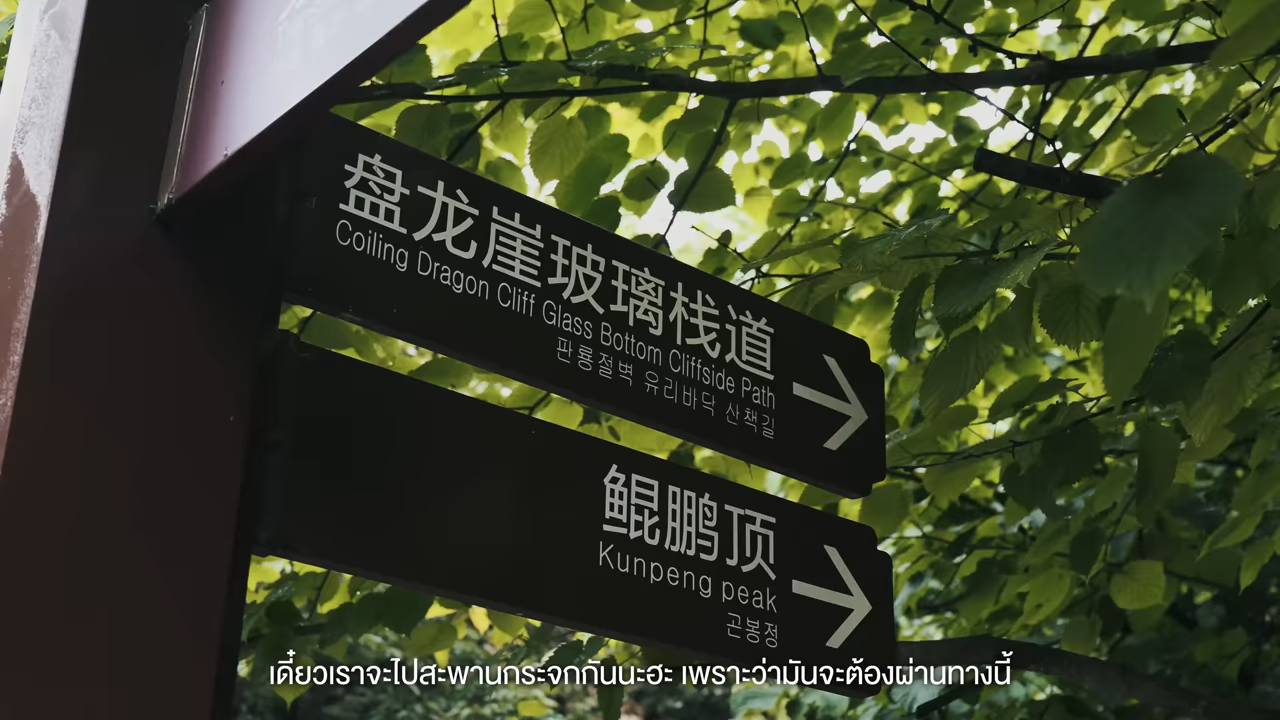 盘龙崖玻璃栈道
Coiling Dragon Cliff Glass Bottom Cliffside Path
판룡절벽 유리바닥 산책길
鲲鹏顶
Kunpeng peak
곤봉정
เดี๋ยวเราจะไปสะพานกระจกกันนะฮะ เพราะว่ามันจะต้องผ่านทางนี้